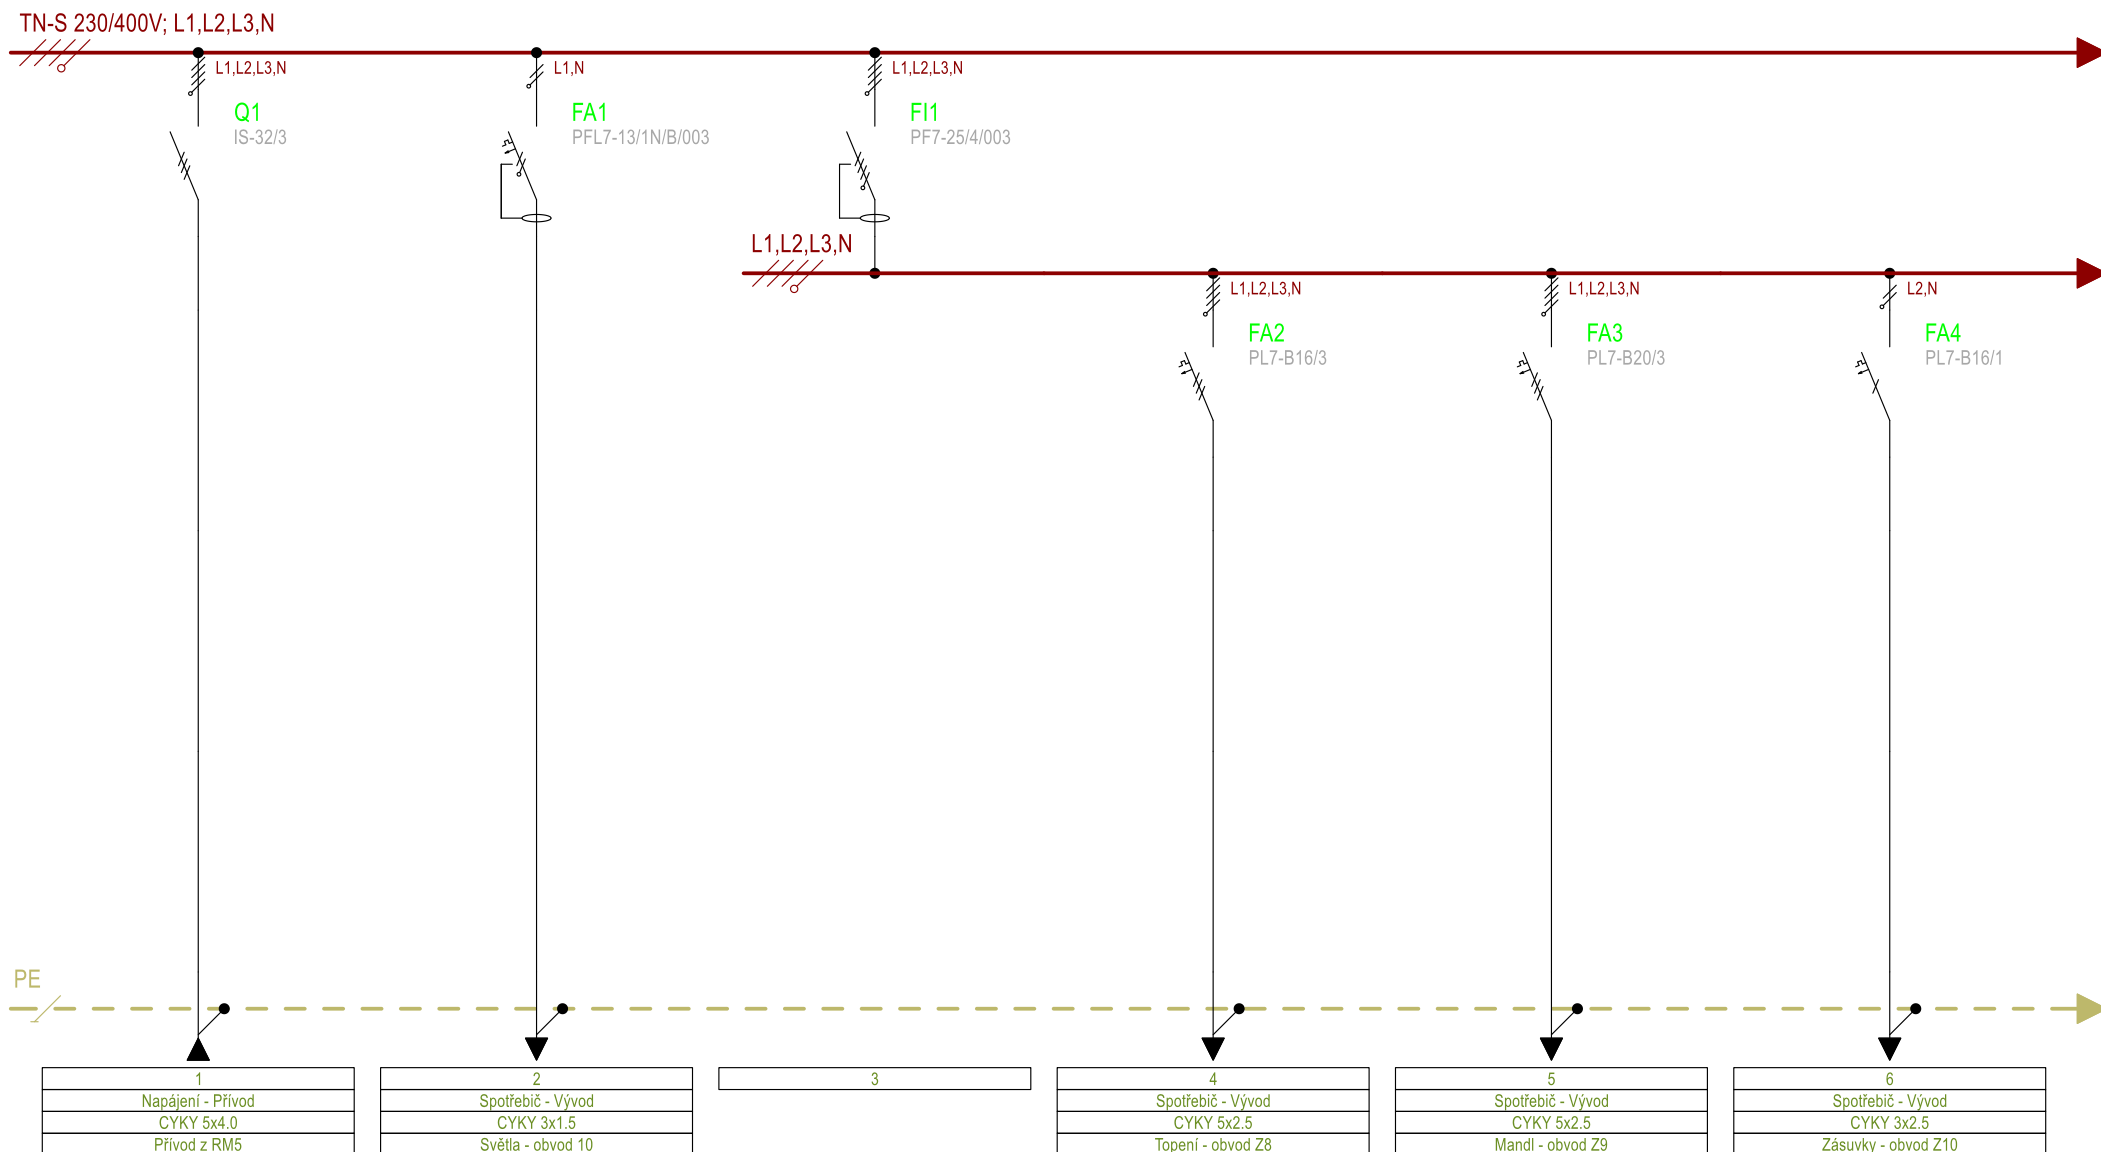 TN-S 230/400V; L1,L2,L3,N
L1,L2,L3,N
L1,N
L1,L2,L3,N
Q1
IS-32/3
FA1
PFL7-13/1N/B/003
FI1
PF7-25/4/003
L1,L2,L3,N
L1,L2,L3,N
L1,L2,L3,N
L2,N
FA2
PL7-B16/3
FA3
PL7-B20/3
FA4
PL7-B16/1
PE
1
Napájení - Přívod
CYKY 5x4.0
Přívod z RM5
2
Spotřebič - Vývod
CYKY 3x1.5
Světla - obvod 10
3
4
Spotřebič - Vývod
CYKY 5x2.5
Topení - obvod Z8
5
Spotřebič - Vývod
CYKY 5x2.5
Mandl - obvod Z9
6
Spotřebič - Vývod
CYKY 3x2.5
Zásuvky - obvod Z10